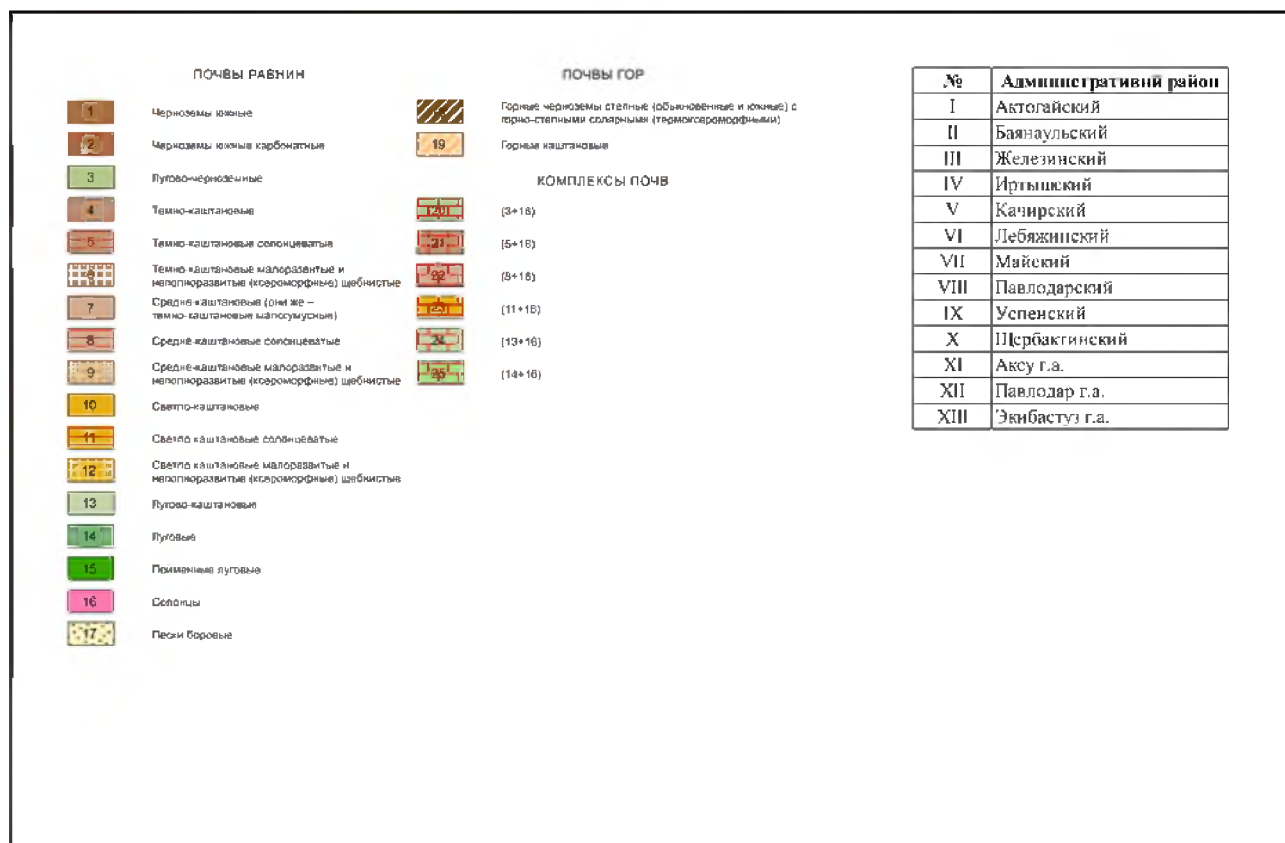 ПОЧВЫ РАВНИН
1 Черноземы южные
2 Черноземы южные карбонатные
3 Лугово-черноземные
4 Темно-каштановые
5 Темно-каштановые солонцеватые
6 Темно-каштановые малоразвитые и
неполноразвитые (ксероморфные) щебнистые
7 Средне-каштановые (они же –
темно-каштановые малогумусные)
8 Средне-каштановые солонцеватые
9 Средне-каштановые малоразвитые и
неполноразвитые (ксероморфные) щебнистые
10 Светло-каштановые
11 Светло каштановые солонцеватые
12 Светло каштановые малоразвитые и
неполноразвитые (ксероморфные) щебнистые
13 Лугово-каштановые
14 Луговые
15 Пойменные луговые
16 Солонцы
17 Пески боровые
ПОЧВЫ ГОР
Горные черноземы степные (обыкновенные и южные) с
горно-степными солярными (термоксероморфными)
19 Горные каштановые
КОМПЛЕКСЫ ПОЧВ
20 (3+16)
21 (5+16)
22 (8+16)
23 (11+16)
24 (13+16)
25 (14+16)
№ Административй район
I Актогайский
II Баянаульский
III Железинский
IV Иртышский
V Качирский
VI Лебяжинский
VII Майский
VIII Павлодарский
IX Успенский
X Щербактинский
XI Аксу г.а.
XII Павлодар г.а.
XIII Экибастуз г.а.